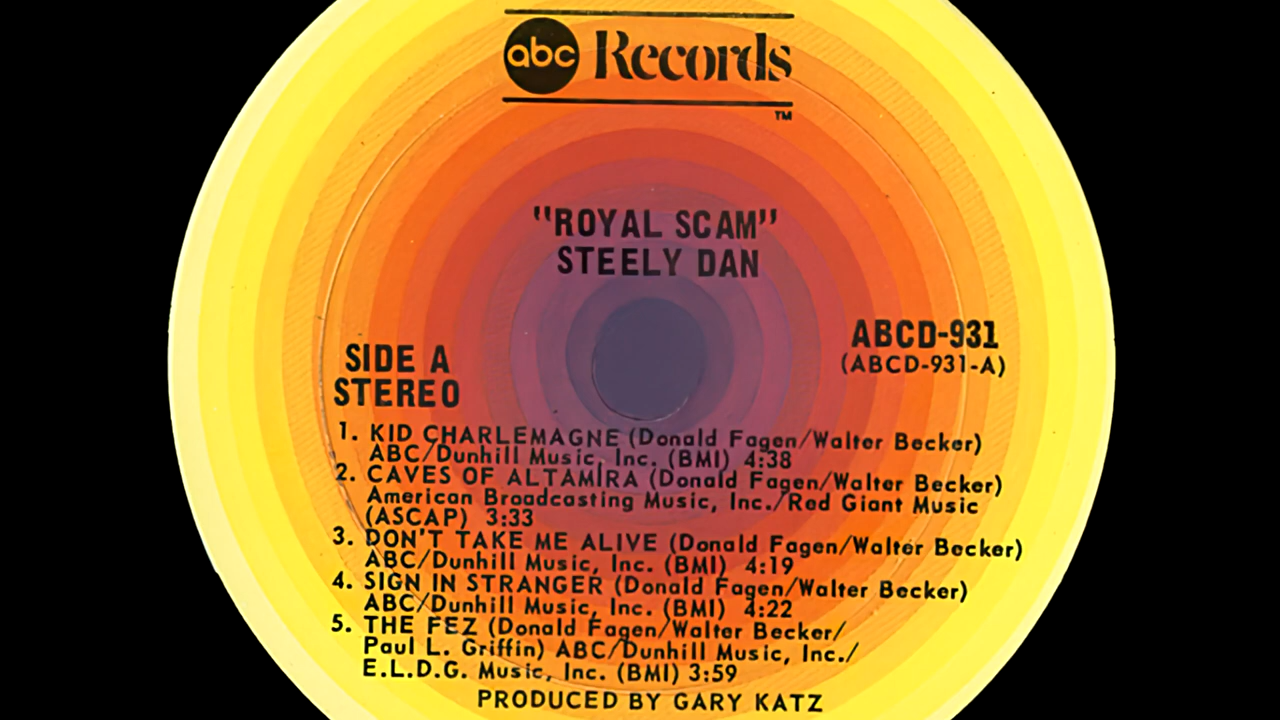 abc Records
TM
"ROYAL SCAM"
STEELY DAN
ABCD-931
(ABCD-931-A)
SIDE A
STEREO
1. KID CHARLEMAGNE (Donald Fagen/Walter Becker)
ABC/Dunhill Music, Inc. (BMI) 4:38
2. CAVES OF ALTAMIRA (Donald Fagen/Walter Becker)
American Broadcasting Music, Inc./Red Giant Music
(ASCAP) 3:33
3. DON'T TAKE ME ALIVE (Donald Fagen/Walter Becker)
ABC/Dunhill Music, Inc. (BMI) 4:19
4. SIGN IN STRANGER (Donald Fagen/Walter Becker)
ABC/Dunhill Music, Inc. (BMI) 4:22
5. THE FEZ (Donald Fagen/Walter Becker/
Paul L. Griffin) ABC/Dunhill Music, Inc./
E.L.D.G. Music, Inc. (BMI) 3:59
PRODUCED BY GARY KATZ